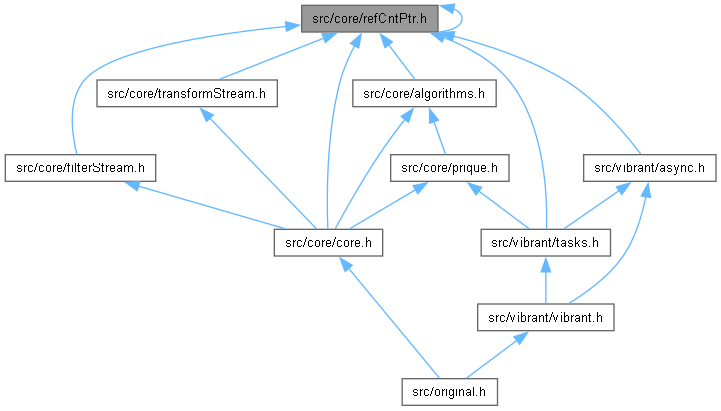 src/core/refCntPtr.h
src/core/transformStream.h
src/core/algorithms.h
src/core/filterStream.h
src/core/prique.h
src/vibrant/async.h
src/core/core.h
src/vibrant/tasks.h
src/vibrant/vibrant.h
src/original.h